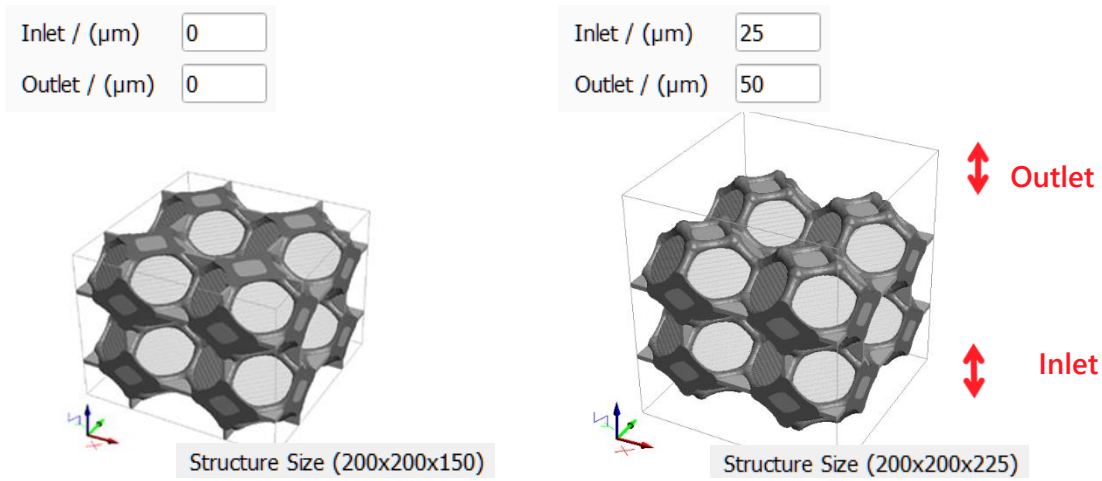 Inlet / (µm) 0
Outlet / (µm) 0
Structure Size (200x200x150)
Inlet / (µm) 25
Outlet / (µm) 50
Outlet
Inlet
Structure Size (200x200x225)
Z
X
Z
X